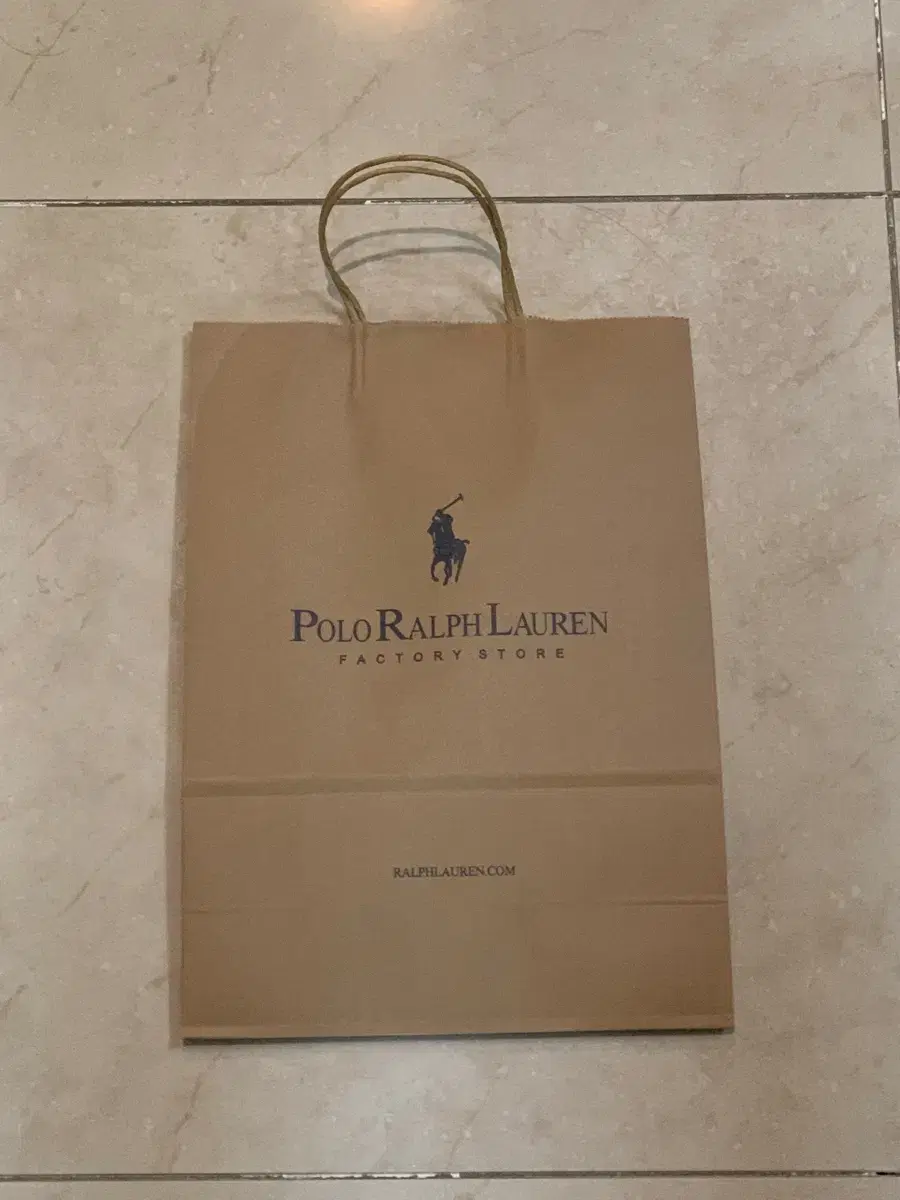 POLO RALPH LAUREN
FACTORY STORE
RALPHLAUREN.COM